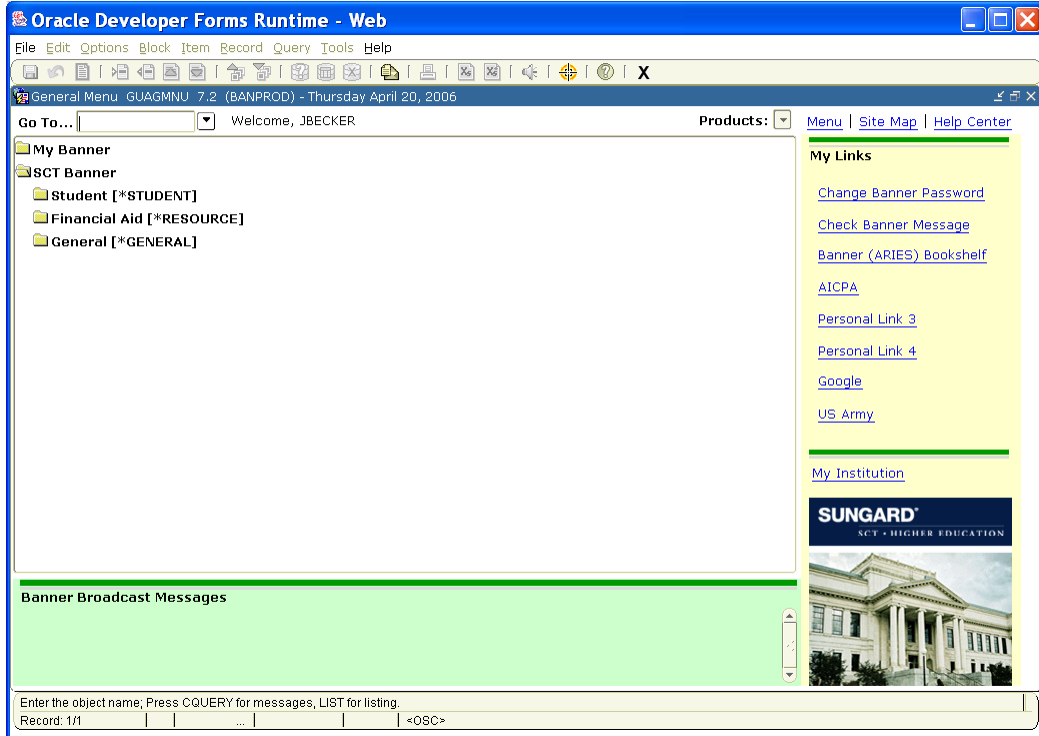 Oracle Developer Forms Runtime - Web
File Edit Options Block Item Record Query Tools Help
X
General Menu GUAGMNU 7.2 (BANPROD) - Thursday April 20, 2006
Go To... Welcome, JBECKER Products: Menu | Site Map | Help Center
My Banner
SCT Banner
Student [*STUDENT]
Financial Aid [*RESOURCE]
General [*GENERAL]
My Links
Change Banner Password
Check Banner Message
Banner (ARIES) Bookshelf
AICPA
Personal Link 3
Personal Link 4
Google
US Army
My Institution
SUNGARD®
SCT • HIGHER EDUCATION
Banner Broadcast Messages
Enter the object name; Press CQUERY for messages, LIST for listing.
Record: 1/1 ... <OSC>